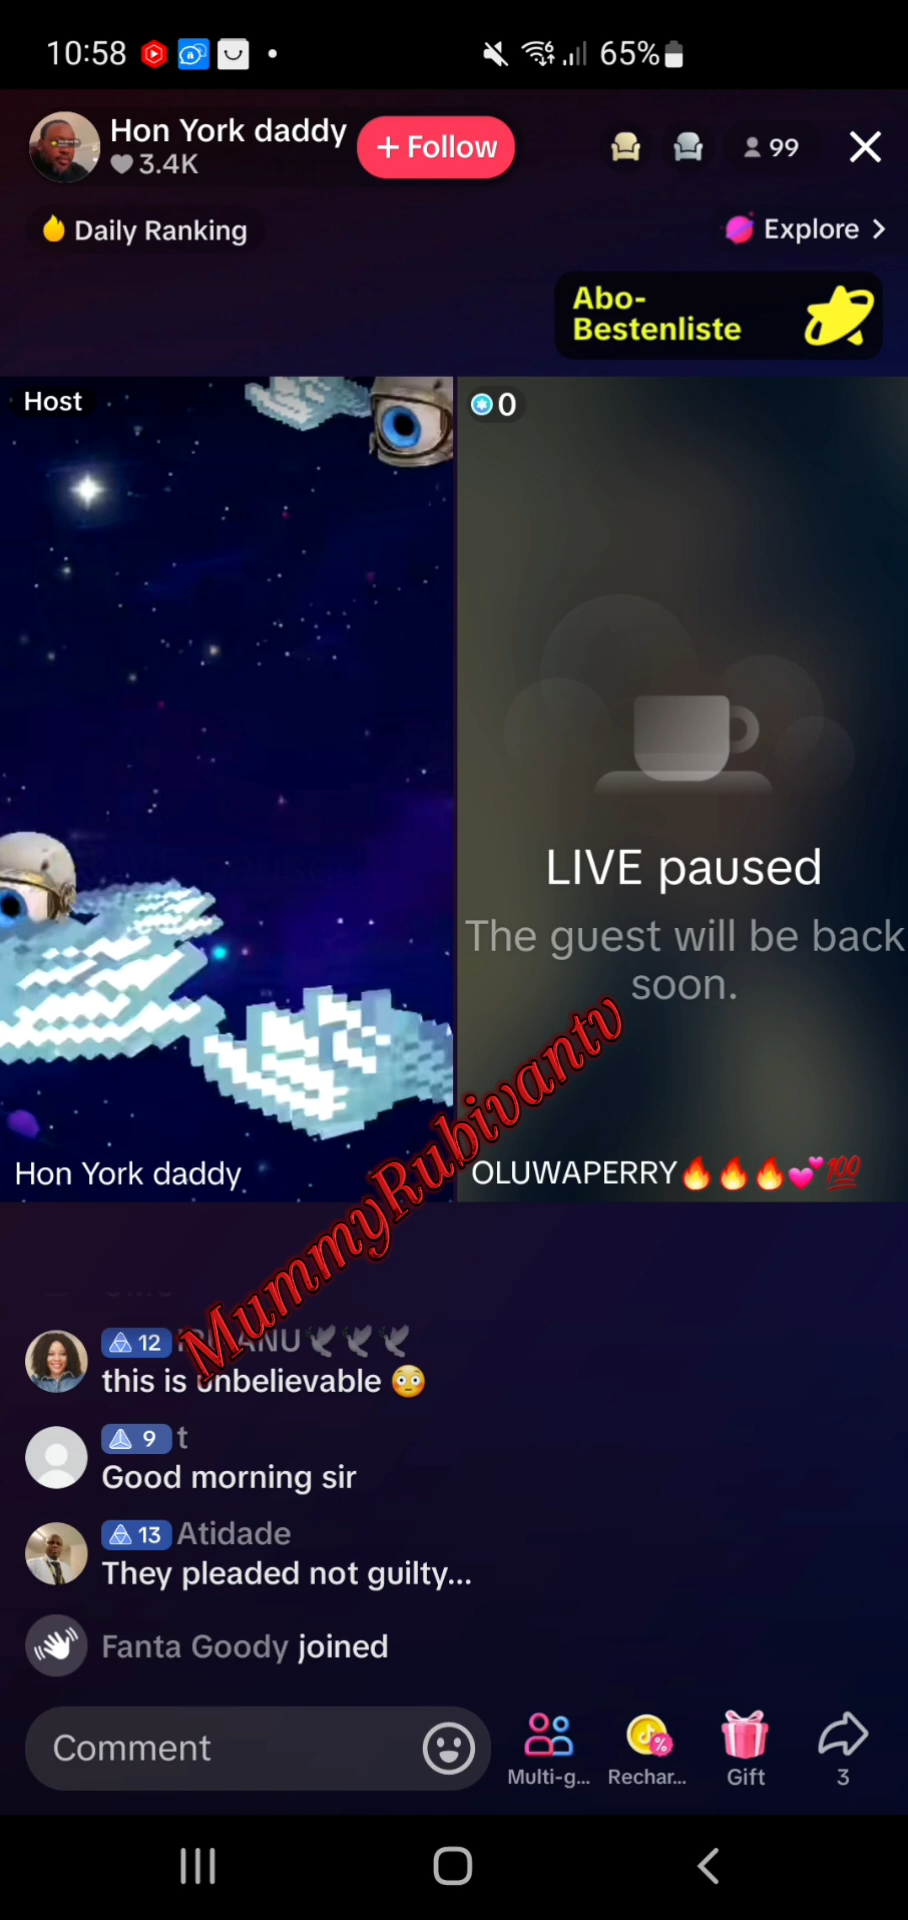 10:58
65%
Hon York daddy
3.4K
+ Follow
99
Daily Ranking
Explore >
Abo-
Bestenliste
Host
0
LIVE paused
The guest will be back
soon.
MummyRubivantv
Hon York daddy
OLUWAPERRY🔥🔥🔥💕💯
12
this is unbelievable 😳
9 t
Good morning sir
13 Atidade
They pleaded not guilty...
Fanta Goody joined
Comment
Multi-g...
Rechar...
Gift
3